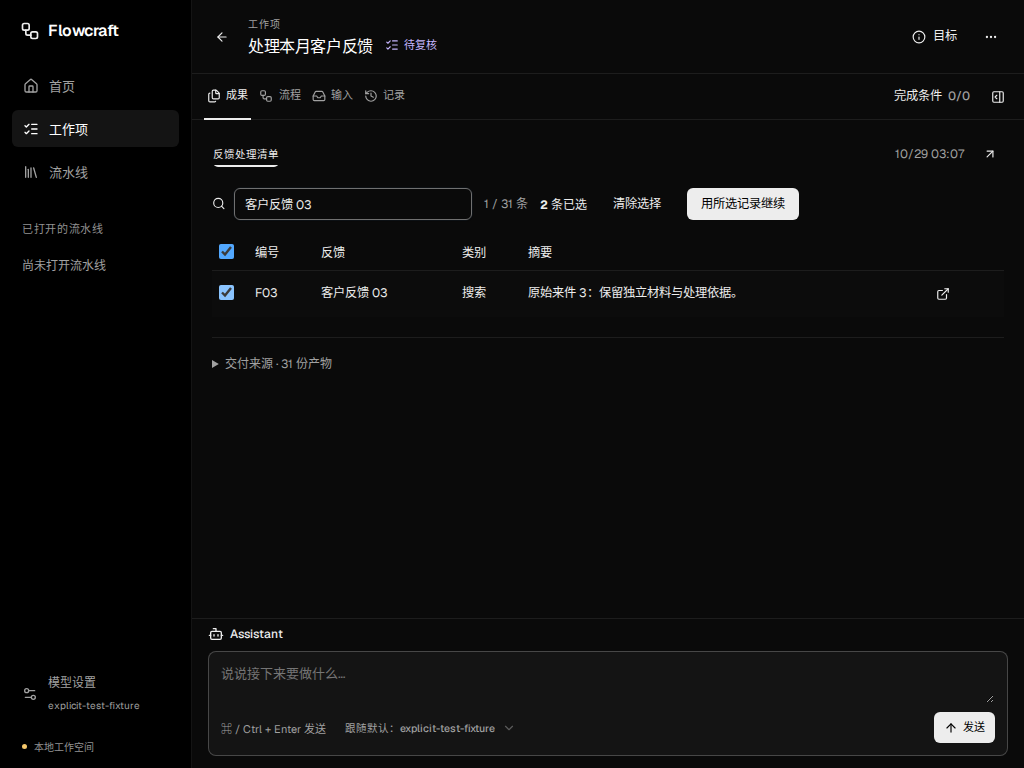 Flowcraft
首页
工作项
流水线
已打开的流水线
尚未打开流水线
模型设置
explicit-test-fixture
本地工作空间
工作项
处理本月客户反馈 待复核
目标
成果 流程 输入 记录
完成条件 0/0
反馈处理清单
10/29 03:07
客户反馈 03 1 / 31 条 2 条已选 清除选择 用所选记录继续
编号 反馈 类别 摘要
F03 客户反馈 03 搜索 原始来件 3：保留独立材料与处理依据。
交付来源 · 31 份产物
Assistant
说说接下来要做什么…
⌘ / Ctrl + Enter 发送 跟随默认：explicit-test-fixture 发送